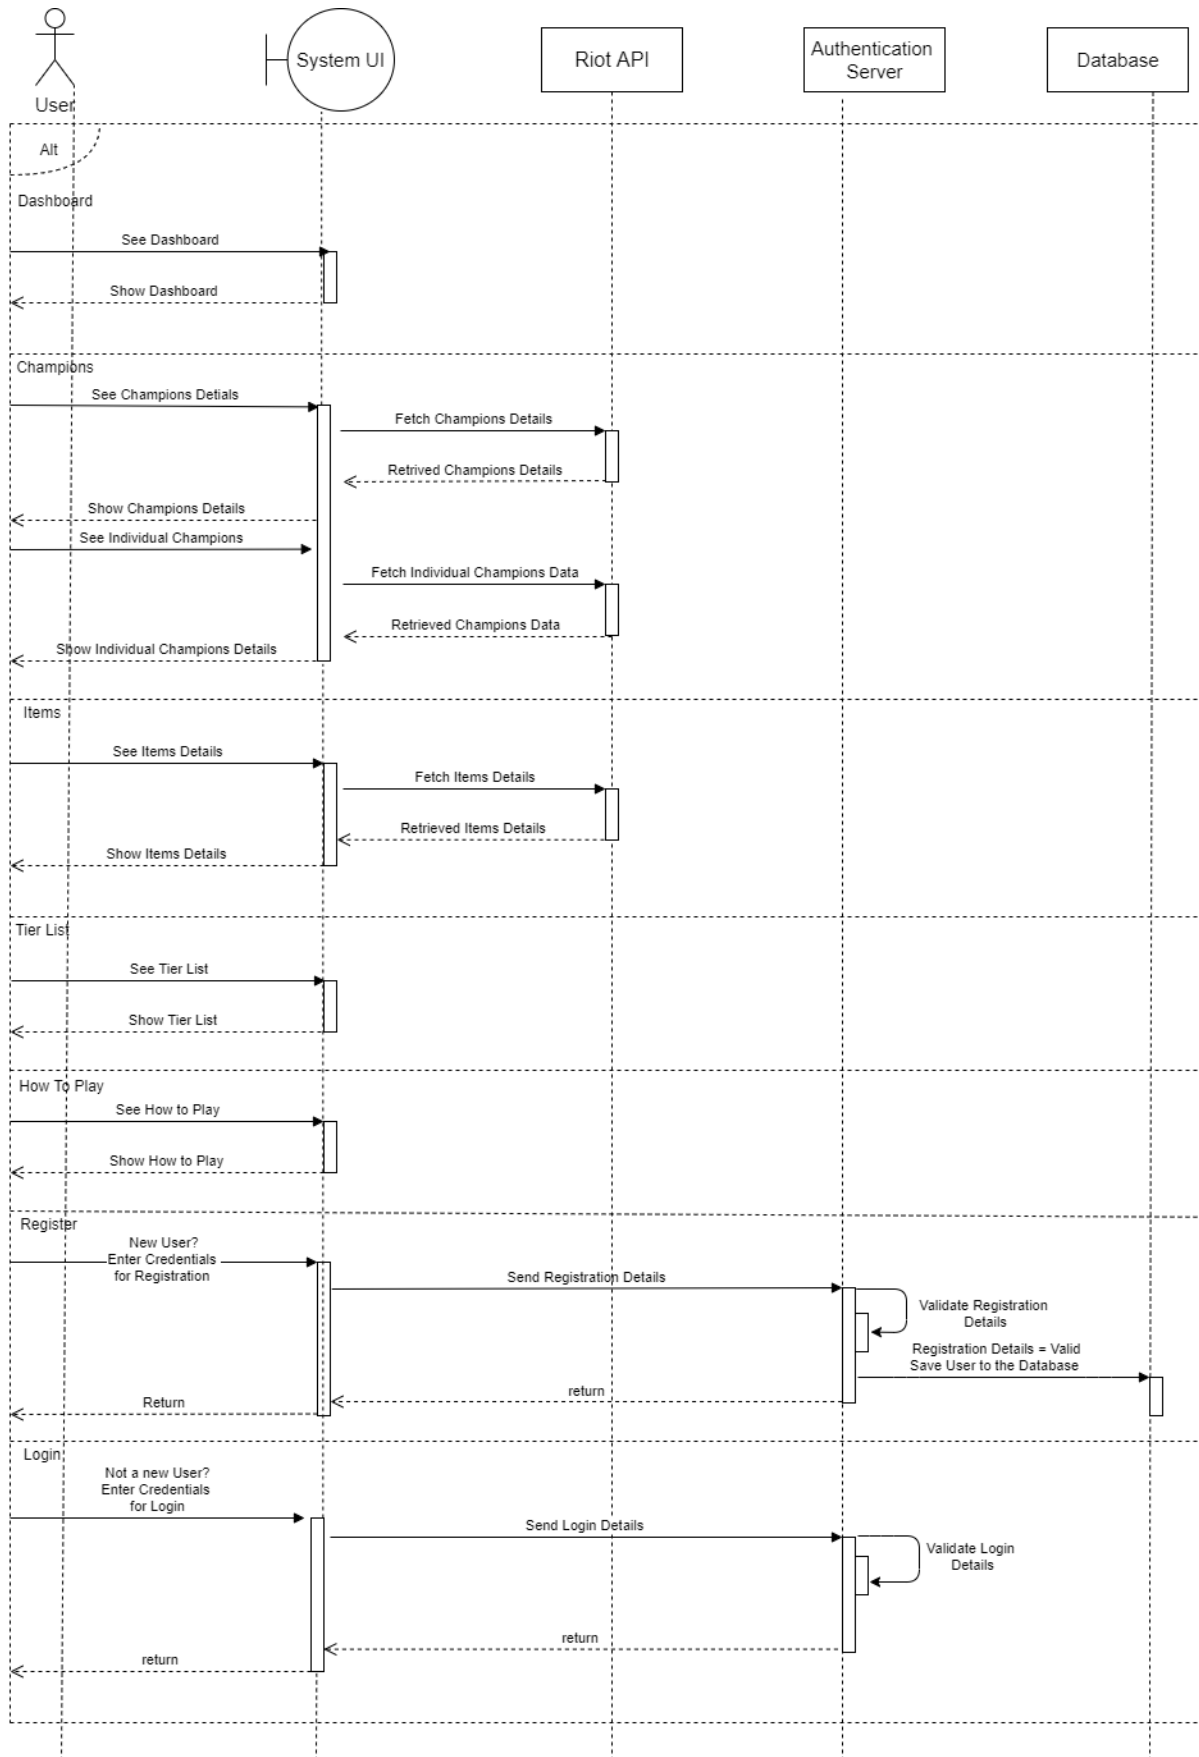 User
System UI
Riot API
Authentication
Server
Database
Alt
Dashboard
See Dashboard
Show Dashboard
Champions
See Champions Detials
Fetch Champions Details
Retrived Champions Details
Show Champions Details
See Individual Champions
Fetch Individual Champions Data
Retrieved Champions Data
Show Individual Champions Details
Items
See Items Details
Fetch Items Details
Retrieved Items Details
Show Items Details
Tier List
See Tier List
Show Tier List
How To Play
See How to Play
Show How to Play
Register
New User?
Enter Credentials
for Registration
Send Registration Details
Validate Registration
Details
Registration Details = Valid
Save User to the Database
return
Return
Login
Not a new User?
Enter Credentials
for Login
Send Login Details
Validate Login
Details
return
return